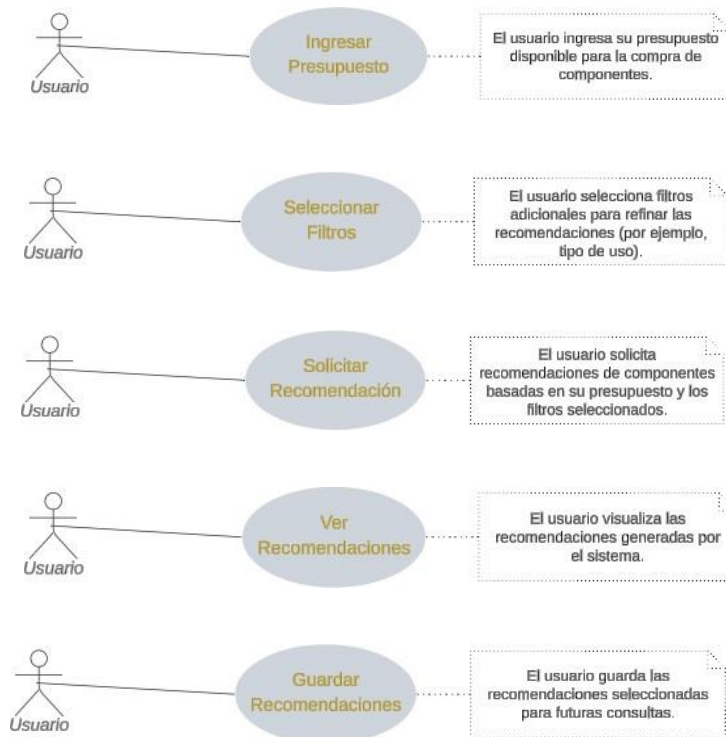 Ingresar
Presupuesto
El usuario ingresa su presupuesto
disponible para la compra de
componentes.
Usuario
Seleccionar
Filtros
El usuario selecciona filtros
adicionales para refinar las
recomendaciones (por ejemplo,
tipo de uso).
Usuario
Solicitar
Recomendación
El usuario solicita
recomendaciones de componentes
basadas en su presupuesto y los
filtros seleccionados.
Usuario
Ver
Recomendaciones
El usuario visualiza las
recomendaciones generadas por
el sistema.
Usuario
Guardar
Recomendaciones
El usuario guarda las
recomendaciones seleccionadas
para futuras consultas.
Usuario